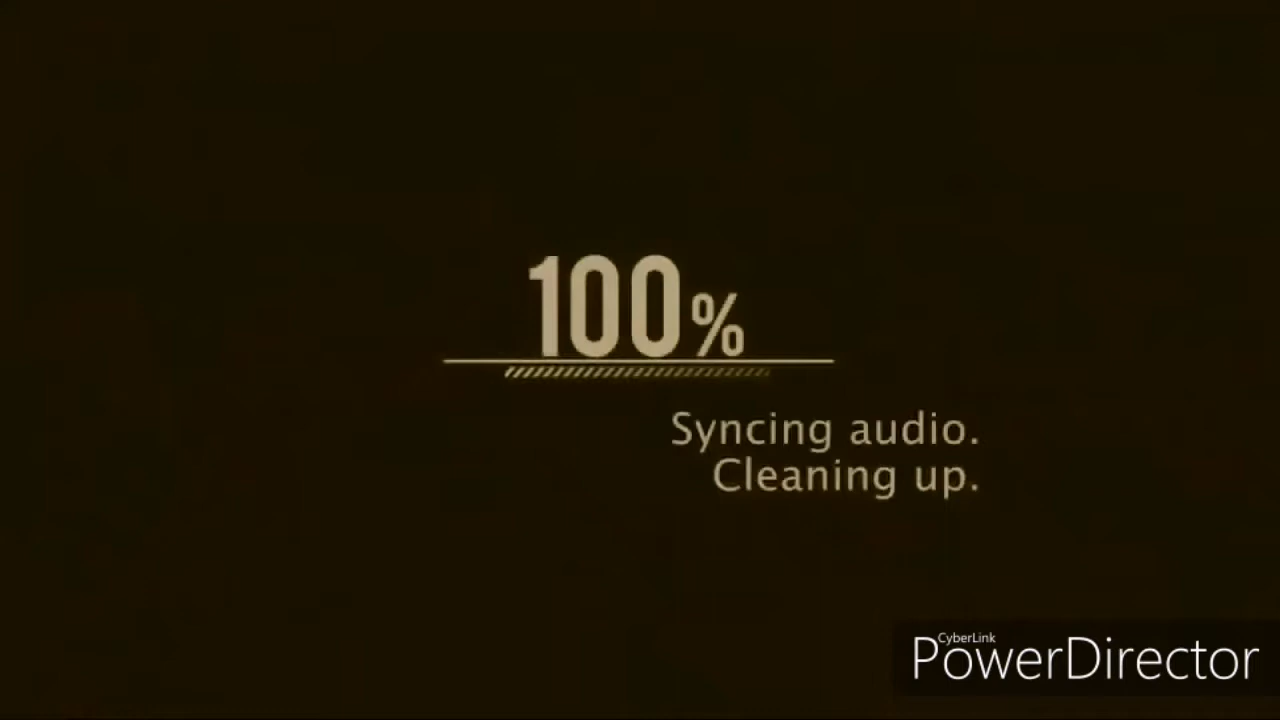 100%
Syncing audio.
Cleaning up.
CyberLink
PowerDirector